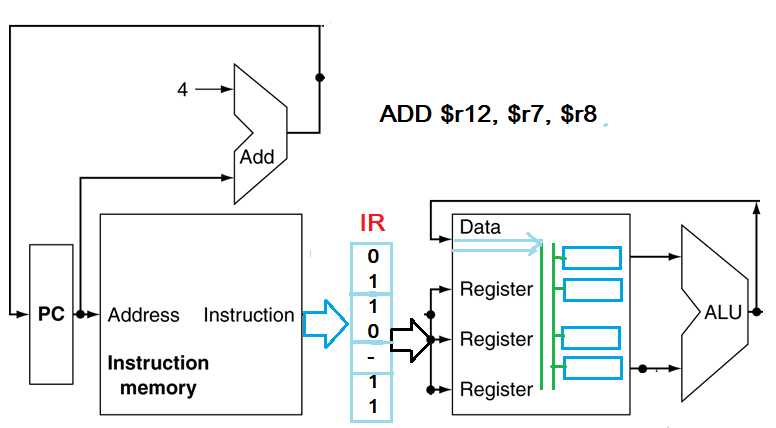 4
ADD $r12, $r7, $r8
Add
IR
0
1
1
0
-
1
1
Data
Register
Register
Register
PC
Address
Instruction
Instruction
memory
ALU